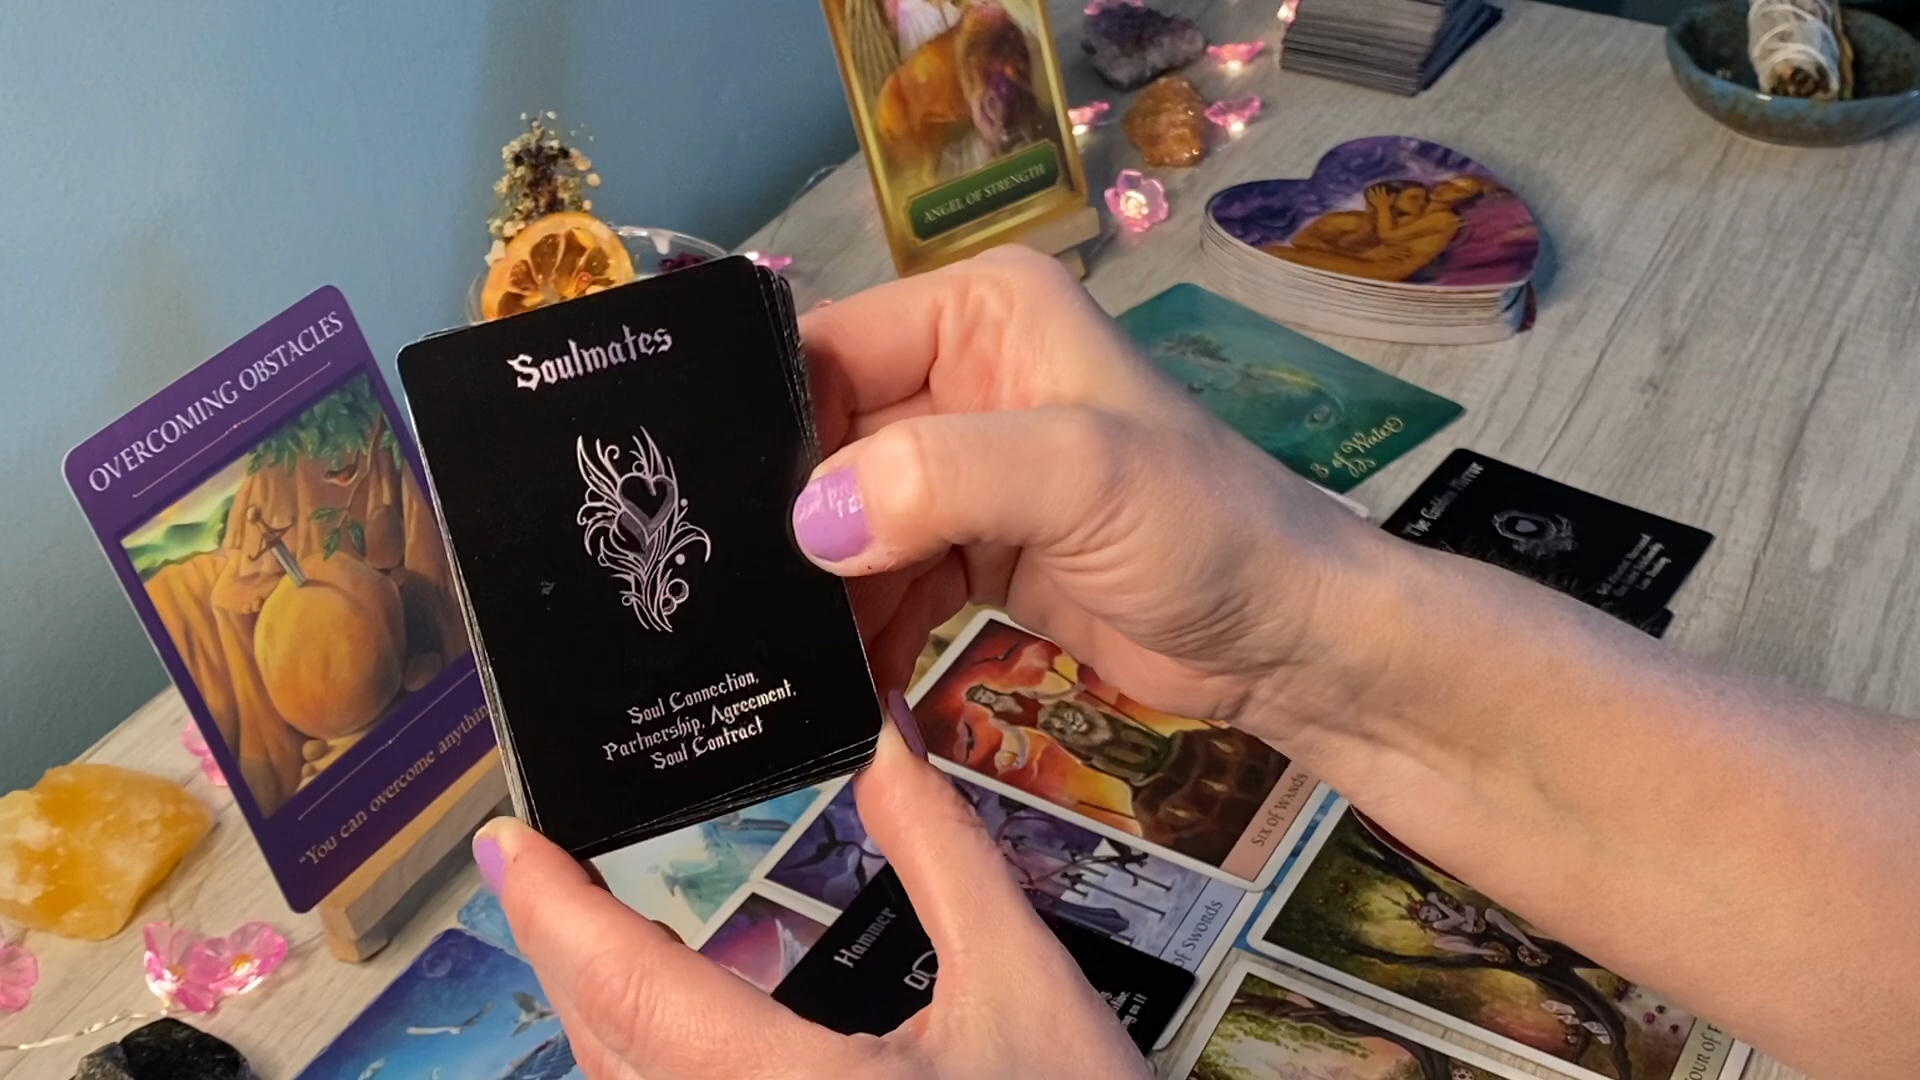 ANGEL OF STRENGTH
OVERCOMING OBSTACLES
"You can overcome anything
Soulmates
Soul Connection,
Partnership, Agreement,
Soul Contract
3 of Water
The Golden Mirror
Six of Wands
of Swords
Hammer